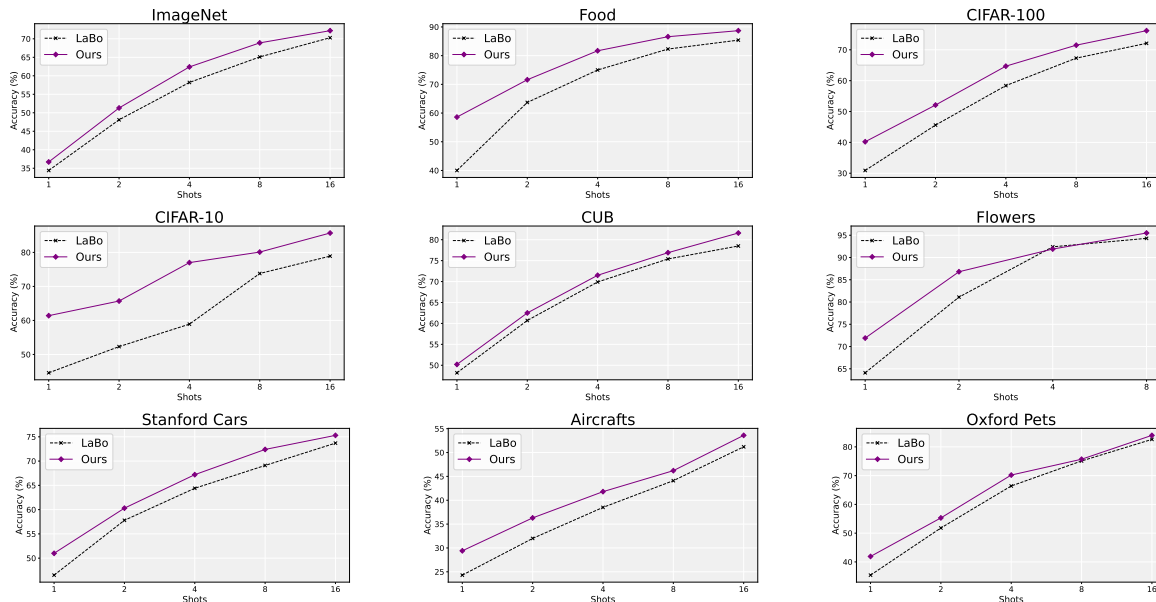 ImageNet
Accuracy (%)
70
65
60
55
50
45
40
35
LaBo
Ours
1 2 4 8 16
Shots
Food
Accuracy (%)
90
80
70
60
50
40
LaBo
Ours
1 2 4 8 16
Shots
CIFAR-100
Accuracy (%)
70
60
50
40
30
LaBo
Ours
1 2 4 8 16
Shots
CIFAR-10
Accuracy (%)
80
70
60
50
LaBo
Ours
1 2 4 8 16
Shots
CUB
Accuracy (%)
80
75
70
65
60
55
50
LaBo
Ours
1 2 4 8 16
Shots
Flowers
Accuracy (%)
95
90
85
80
75
70
65
LaBo
Ours
1 2 4 8
Shots
Stanford Cars
Accuracy (%)
75
70
65
60
55
50
LaBo
Ours
1 2 4 8 16
Shots
Aircrafts
Accuracy (%)
55
50
45
40
35
30
25
LaBo
Ours
1 2 4 8 16
Shots
Oxford Pets
Accuracy (%)
80
70
60
50
40
LaBo
Ours
1 2 4 8 16
Shots